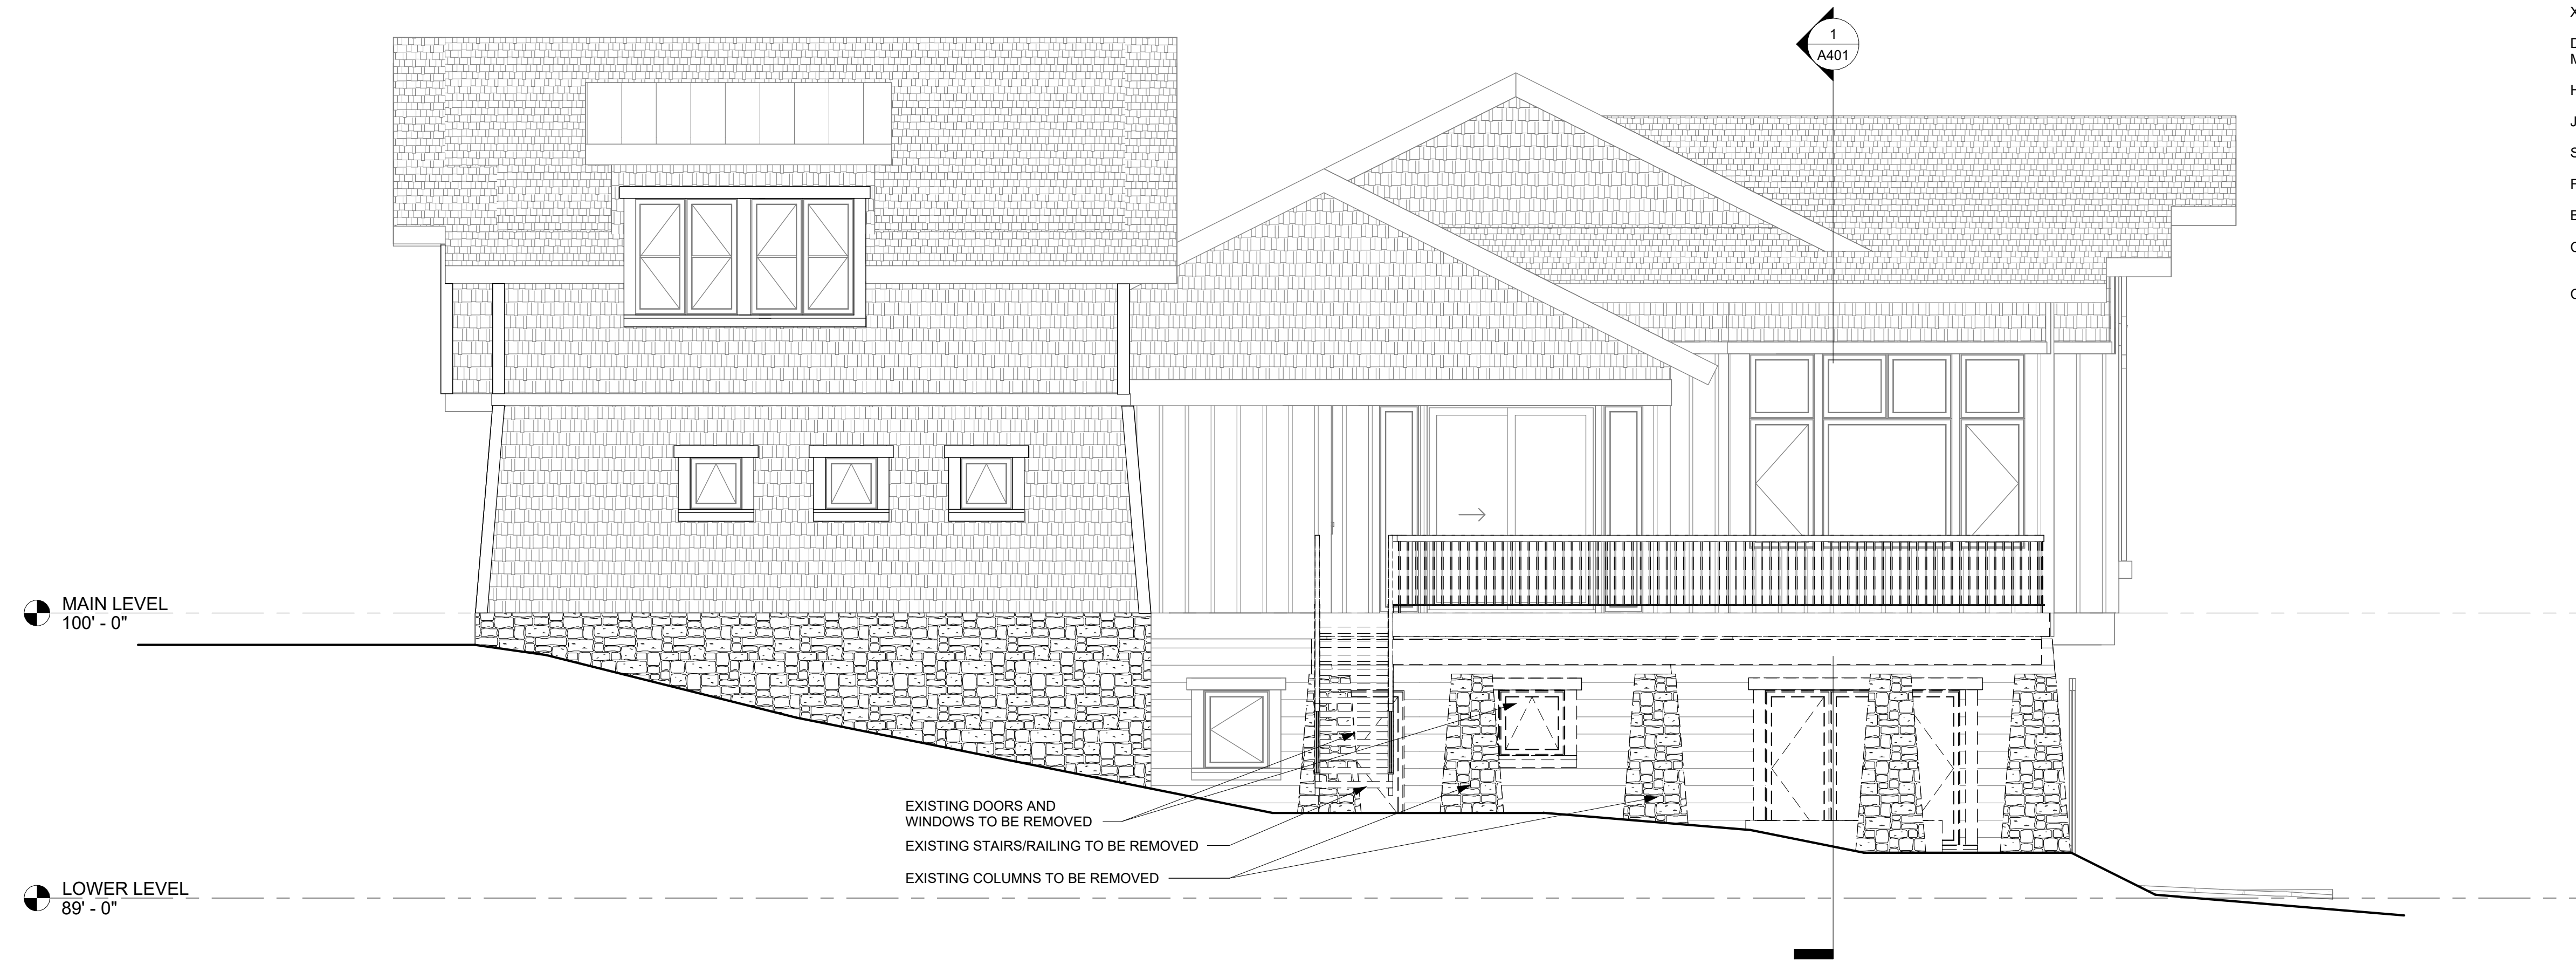 1
A401
MAIN LEVEL
100' - 0"
EXISTING DOORS AND
WINDOWS TO BE REMOVED
EXISTING STAIRS/RAILING TO BE REMOVED
EXISTING COLUMNS TO BE REMOVED
LOWER LEVEL
89' - 0"